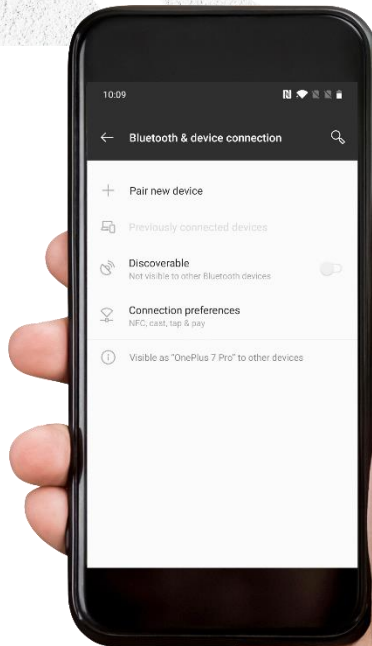 10:09
Bluetooth & device connection
Pair new device
Previously connected devices
Discoverable
Not visible to other Bluetooth devices
Connection preferences
NFC, cast, tap & pay
Visible as "OnePlus 7 Pro" to other devices